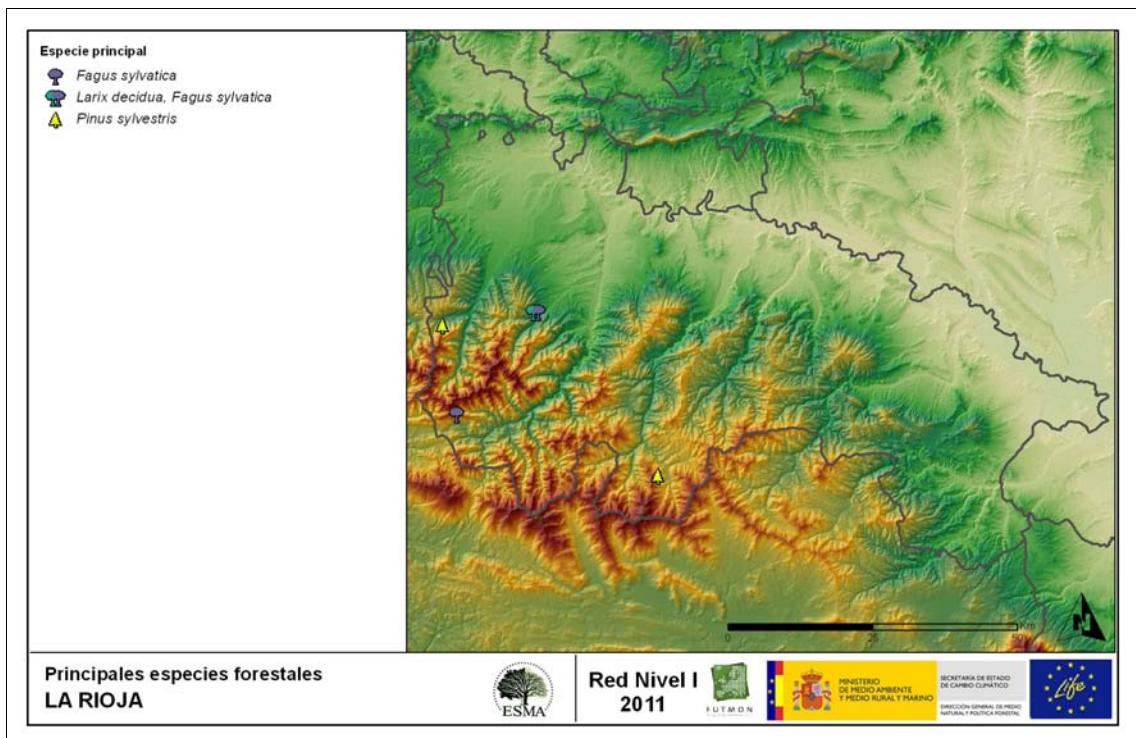 Especie principal
Fagus sylvatica
Larix decidua, Fagus sylvatica
Pinus sylvestris
N
Km
0 25 50
Principales especies forestales
LA RIOJA
ESMA
Red Nivel I
2011
FUTMON
MINISTERIO
DE MEDIO AMBIENTE
Y MEDIO RURAL Y MARINO
SECRETARÍA DE ESTADO
DE CAMBIO CLIMÁTICO
DIRECCIÓN GENERAL DE MEDIO
NATURAL Y POLÍTICA FORESTAL
Life